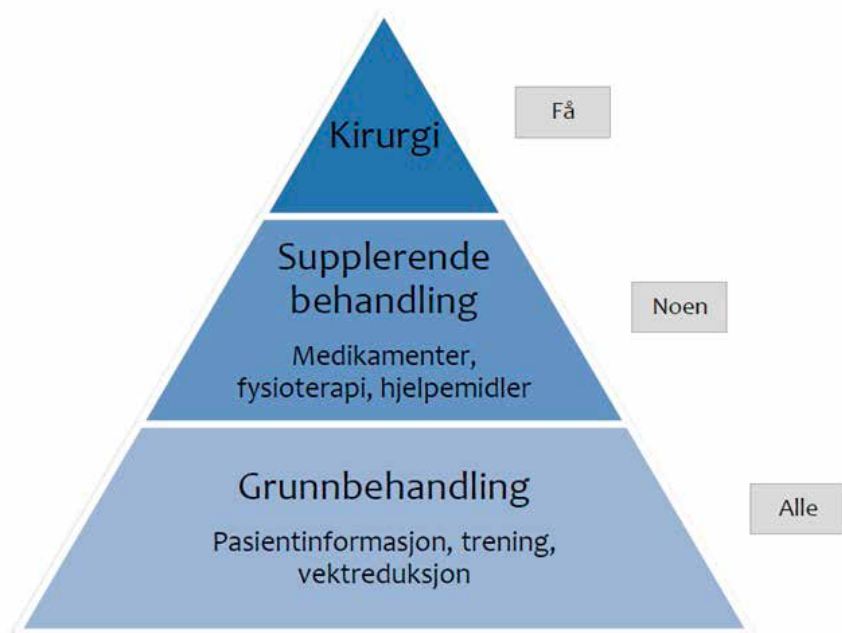 Kirurgi
Få
Supplerende
behandling
Medikamenter,
fysioterapi, hjelpemidler
Noen
Grunnbehandling
Pasientinformasjon, trening,
vektreduksjon
Alle